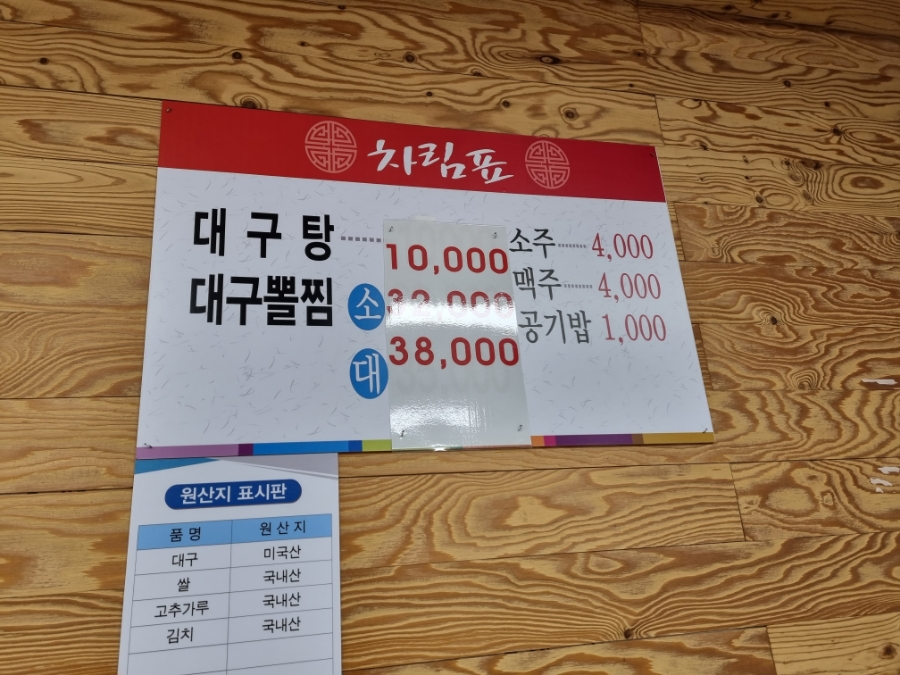 차림표
대구탕 ········ 10,000
대구뽈찜 소 32,000
대 38,000
소주 ········ 4,000
맥주 ········ 4,000
공기밥 1,000
원산지 표시판
품명 원산지
대구 미국산
쌀 국내산
고추가루 국내산
김치 국내산